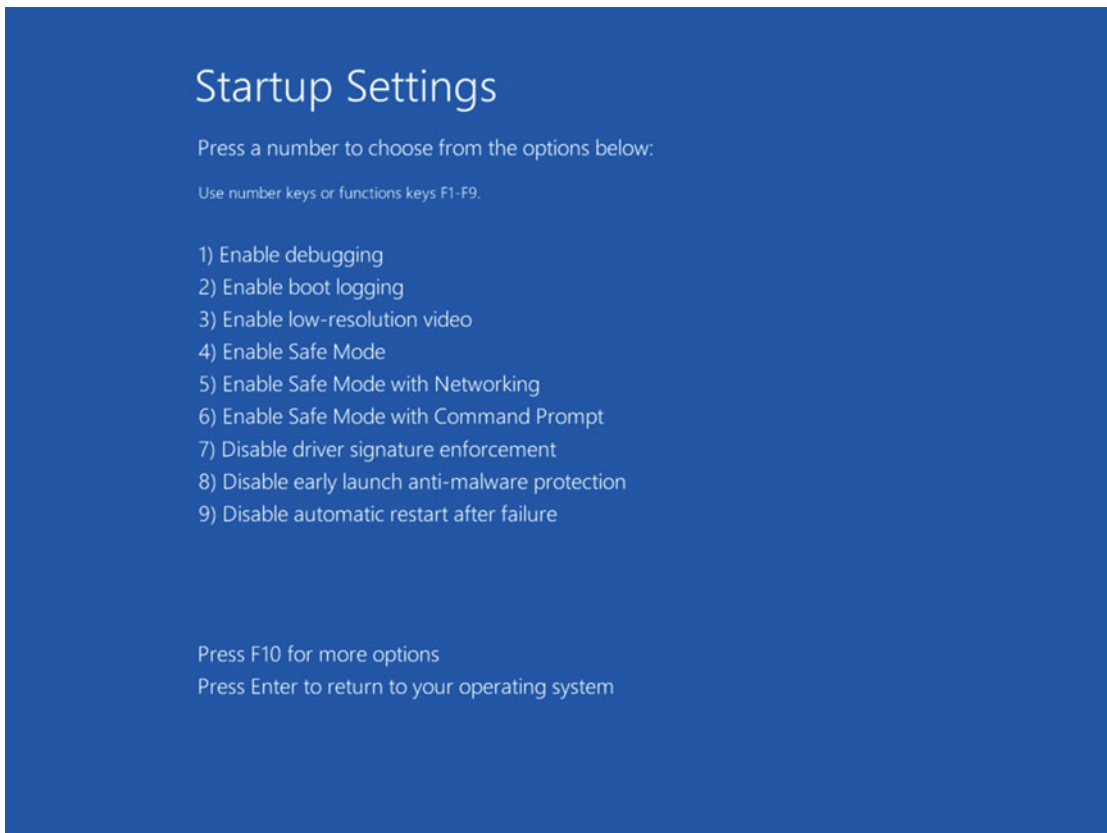 Startup Settings
Press a number to choose from the options below:
Use number keys or functions keys F1-F9.
1) Enable debugging
2) Enable boot logging
3) Enable low-resolution video
4) Enable Safe Mode
5) Enable Safe Mode with Networking
6) Enable Safe Mode with Command Prompt
7) Disable driver signature enforcement
8) Disable early launch anti-malware protection
9) Disable automatic restart after failure
Press F10 for more options
Press Enter to return to your operating system